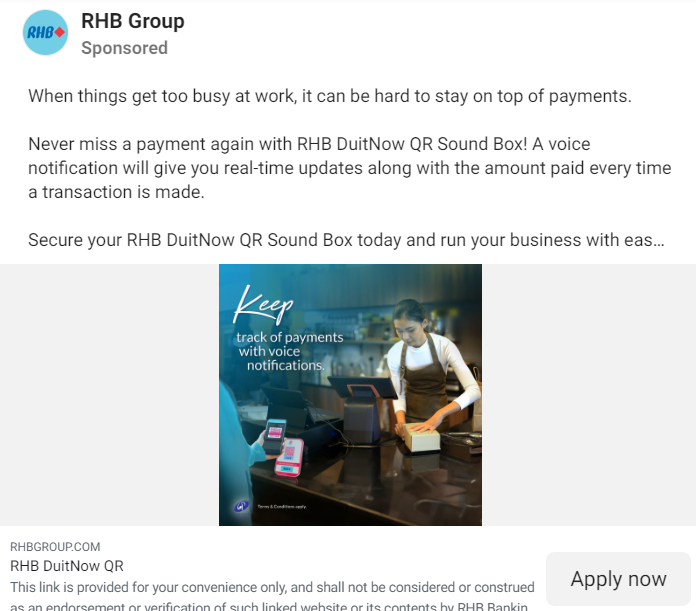 RHB
RHB Group
Sponsored
When things get too busy at work, it can be hard to stay on top of payments.
Never miss a payment again with RHB DuitNow QR Sound Box! A voice
notification will give you real-time updates along with the amount paid every time
a transaction is made.
Secure your RHB DuitNow QR Sound Box today and run your business with eas...
Keep
track of payments
with voice
notifications.
Terms & Conditions apply.
RHBGROUP.COM
RHB DuitNow QR
This link is provided for your convenience only, and shall not be considered or construed
as an endorsement or verification of such linked website or its contents by RHB Bankin
Apply now